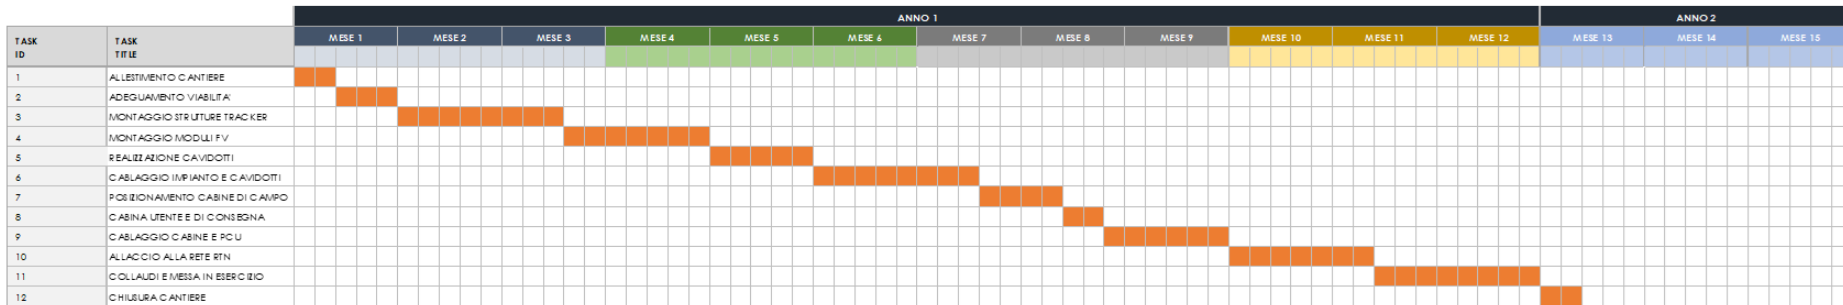 ANNO 1 ANNO 2
TASK ID TASK TITLE MESE 1 MESE 2 MESE 3 MESE 4 MESE 5 MESE 6 MESE 7 MESE 8 MESE 9 MESE 10 MESE 11 MESE 12 MESE 13 MESE 14 MESE 15
1 ALLESTIMENTO CANTIERE
2 ADEGUAMENTO VIABILITA'
3 MONTAGGIO STRUTTURE TRACKER
4 MONTAGGIO MODULI FV
5 REALIZZAZIONE CAVIDOTTI
6 CABLAGGIO IMPIANTO E CAVIDOTTI
7 POSIZIONAMENTO CABINE DI CAMPO
8 CABINA UTENTE E DI CONSEGNA
9 CABLAGGIO CABINE E PCU
10 ALLACCIO ALLA RETE RTN
11 COLLAUDI E MESSA IN ESERCIZIO
12 CHIUSURA CANTIERE